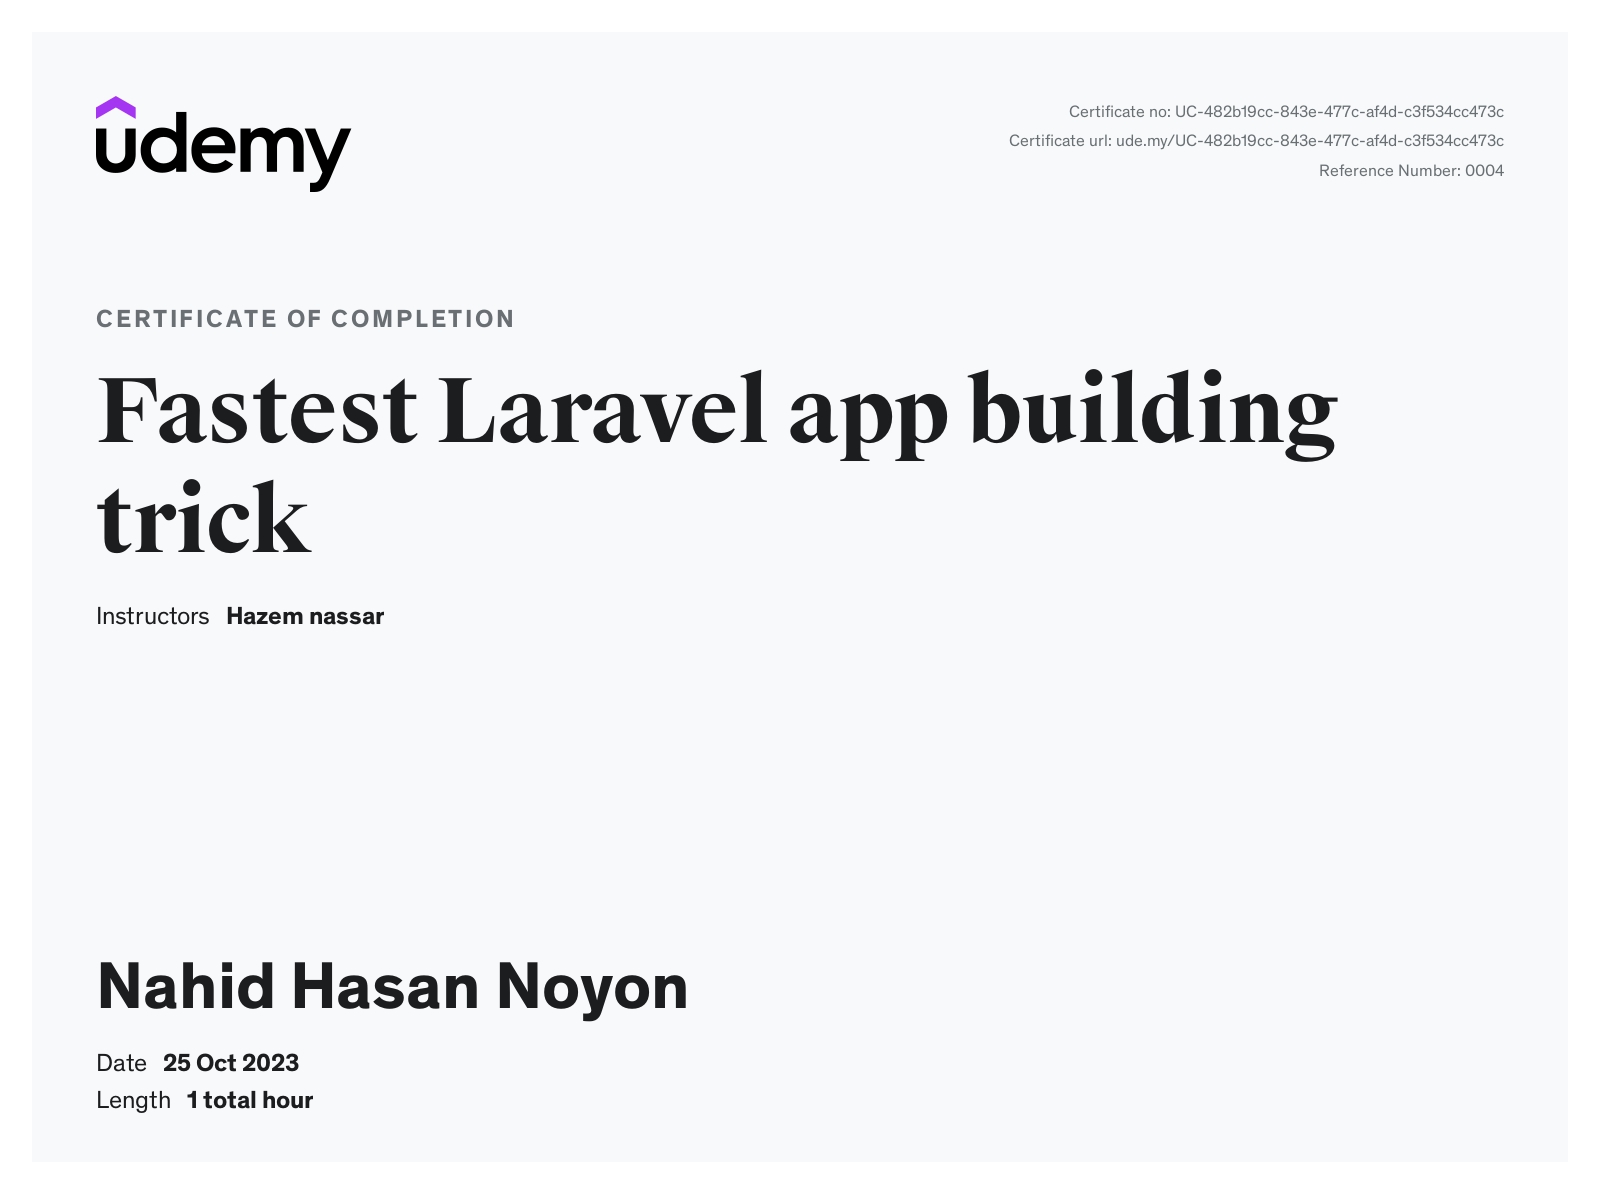 udemy
Certificate no: UC-482b19cc-843e-477c-af4d-c3f534cc473c
Certificate url: ude.my/UC-482b19cc-843e-477c-af4d-c3f534cc473c
Reference Number: 0004
CERTIFICATE OF COMPLETION
Fastest Laravel app building
trick
Instructors Hazem nassar
Nahid Hasan Noyon
Date 25 Oct 2023
Length 1 total hour